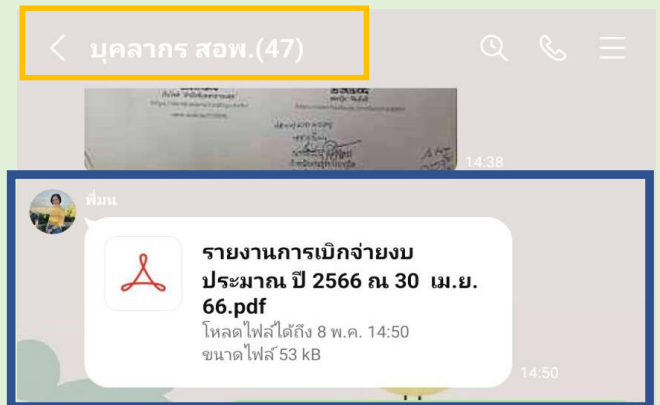 บุคลากร สอพ.(47)
14:38
พี่มน
รายงานการเบิกจ่ายงบ
ประมาณ ปี 2566 ณ 30 เม.ย.
66.pdf
โหลดไฟล์ได้ถึง 8 พ.ค. 14:50
ขนาดไฟล์ 53 kB
14:50